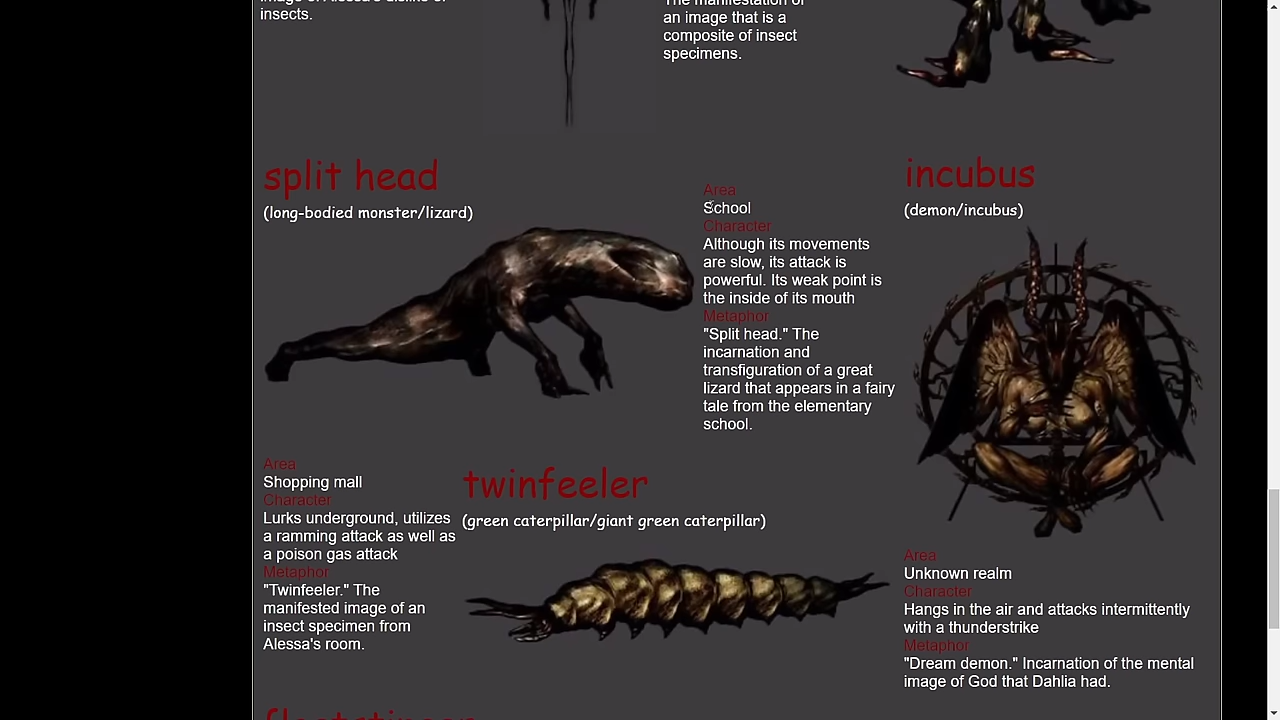 insects.
The manifestation of
an image that is a
composite of insect
specimens.
split head
(long-bodied monster/lizard)
Area
School
Character
Although its movements
are slow, its attack is
powerful. Its weak point is
the inside of its mouth
Metaphor
"Split head." The
incarnation and
transfiguration of a great
lizard that appears in a fairy
tale from the elementary
school.
incubus
(demon/incubus)
Area
Unknown realm
Character
Hangs in the air and attacks intermittently
with a thunderstrike
Metaphor
"Dream demon." Incarnation of the mental
image of God that Dahlia had.
Area
Shopping mall
Character
Lurks underground, utilizes
a ramming attack as well as
a poison gas attack
Metaphor
"Twinfeeler." The
manifested image of an
insect specimen from
Alessa's room.
twinfeeler
(green caterpillar/giant green caterpillar)